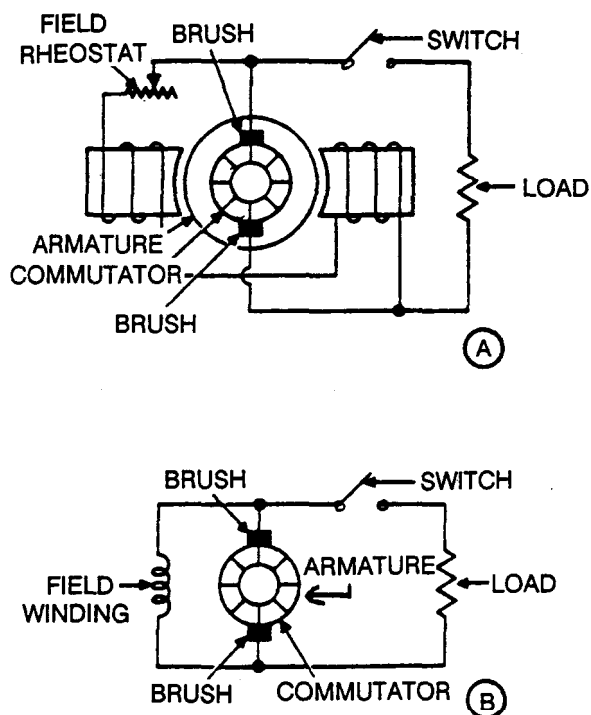 FIELD
RHEOSTAT
BRUSH
SWITCH
LOAD
ARMATURE
COMMUTATOR
BRUSH
A
BRUSH
SWITCH
ARMATURE
FIELD
WINDING
LOAD
BRUSH
COMMUTATOR
B